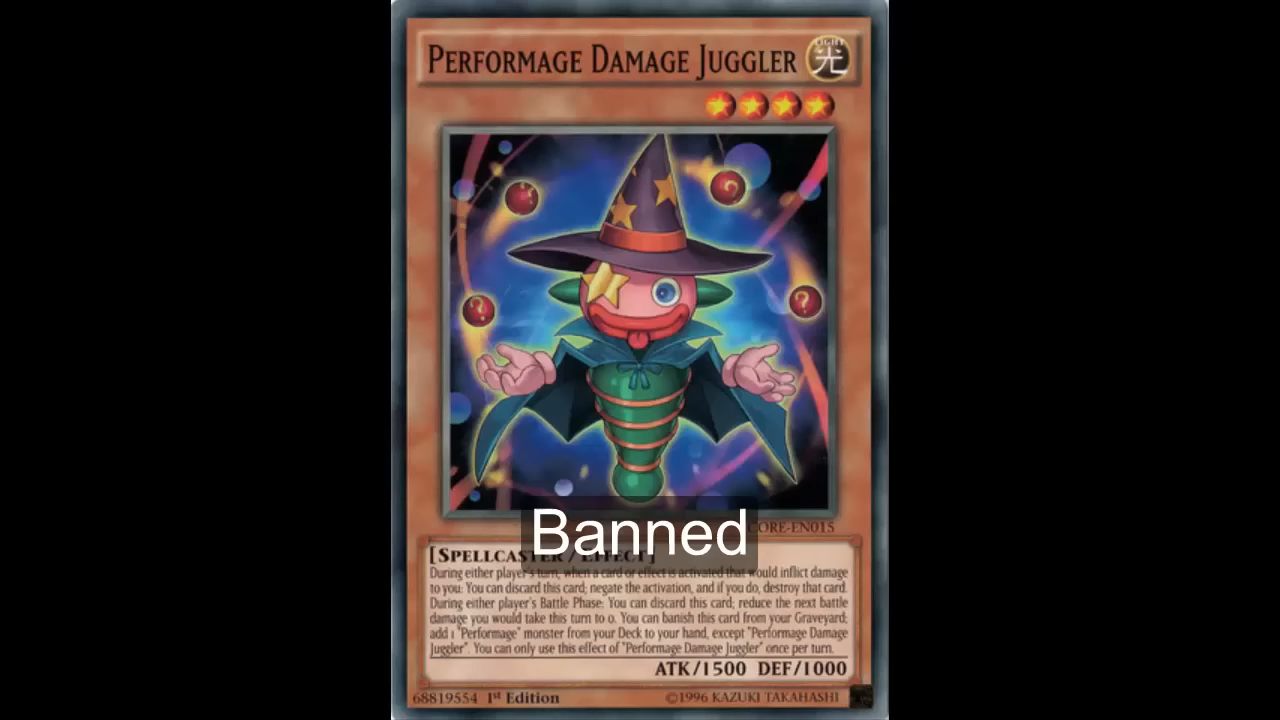 PERFORMAGE DAMAGE JUGGLER
LIGHT
光
CORE-EN015
Banned
[SPELLCASTER / EFFECT]
During either player's turn, when a card or effect is activated that would inflict damage
to you: You can discard this card; negate the activation, and if you do, destroy that card.
During either player's Battle Phase: You can discard this card; reduce the next battle
damage you would take this turn to 0. You can banish this card from your Graveyard;
add 1 "Performage" monster from your Deck to your hand, except "Performage Damage
Juggler". You can only use this effect of "Performage Damage Juggler" once per turn.
ATK/1500 DEF/1000
68819554 1st Edition ©1996 KAZUKI TAKAHASHI